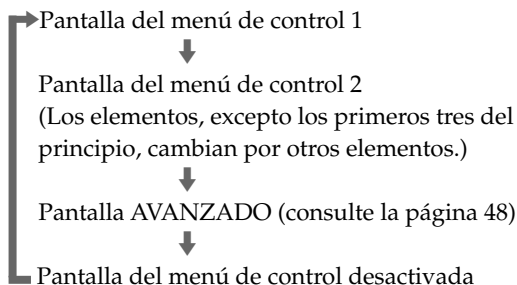 Pantalla del menú de control 1
Pantalla del menú de control 2
(Los elementos, excepto los primeros tres del
principio, cambian por otros elementos.)
Pantalla AVANZADO (consulte la página 48)
Pantalla del menú de control desactivada